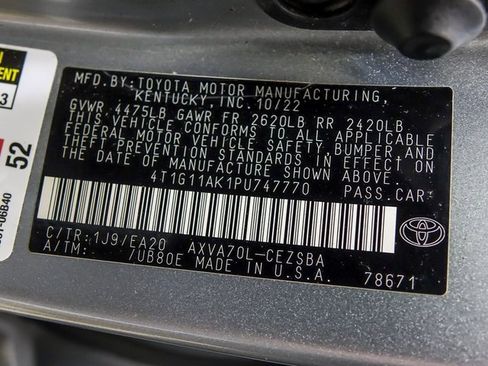 MFD.BY:TOYOTA MOTOR MANUFACTURING,
KENTUCKY,INC. 10/22
GVWR 4475LB GAWR FR 2620LB RR 2420LB
THIS VEHICLE CONFORMS TO ALL APPLICABLE
FEDERAL MOTOR VEHICLE SAFETY,BUMPER AND
THEFT PREVENTION STANDARDS IN EFFECT ON
THE DATE OF MANUFACTURE SHOWN ABOVE.
4T1G11AK1PU747770 PASS.CAR
C/TR:1J9/EA20 AXVA70L-CEZSBA
A/TM: 7UB80E MADE IN U.S.A.
78671
52